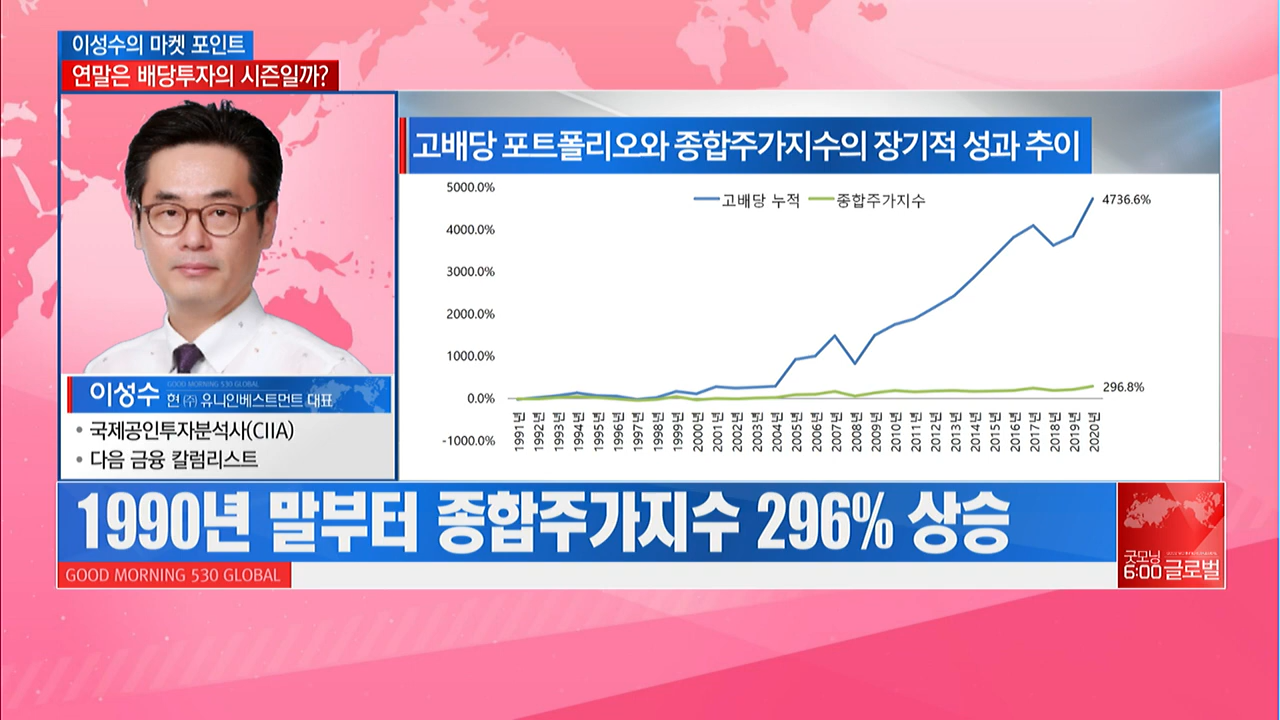 이성수의 마켓 포인트
연말은 배당투자의 시즌일까?
고배당 포트폴리오와 종합주가지수의 장기적 성과 추이
5000.0%
4000.0%
3000.0%
2000.0%
1000.0%
0.0%
-1000.0%
고배당 누적 종합주가지수
4736.6%
296.8%
1991년 1992년 1993년 1994년 1995년 1996년 1997년 1998년 1999년 2000년 2001년 2002년 2003년 2004년 2005년 2006년 2007년 2008년 2009년 2010년 2011년 2012년 2013년 2014년 2015년 2016년 2017년 2018년 2019년 2020년
GOOD MORNING 530 GLOBAL
이성수 현 ㈜ 유니인베스트먼트 대표
• 국제공인투자분석사(CIIA)
• 다음 금융 칼럼리스트
1990년 말부터 종합주가지수 296% 상승
GOOD MORNING 530 GLOBAL
굿모닝
6:00 글로벌